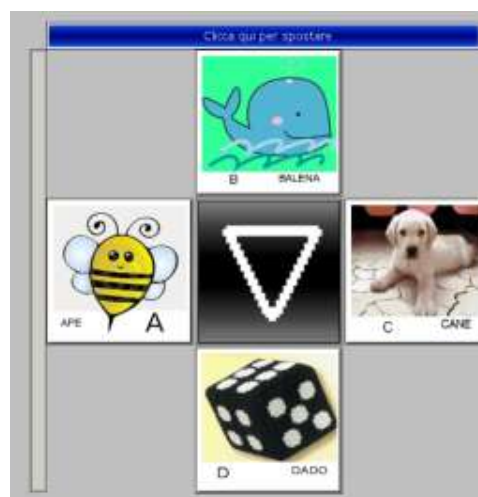 Clicca qui per spostare
B BALENA
APE A
C CANE
D DADO